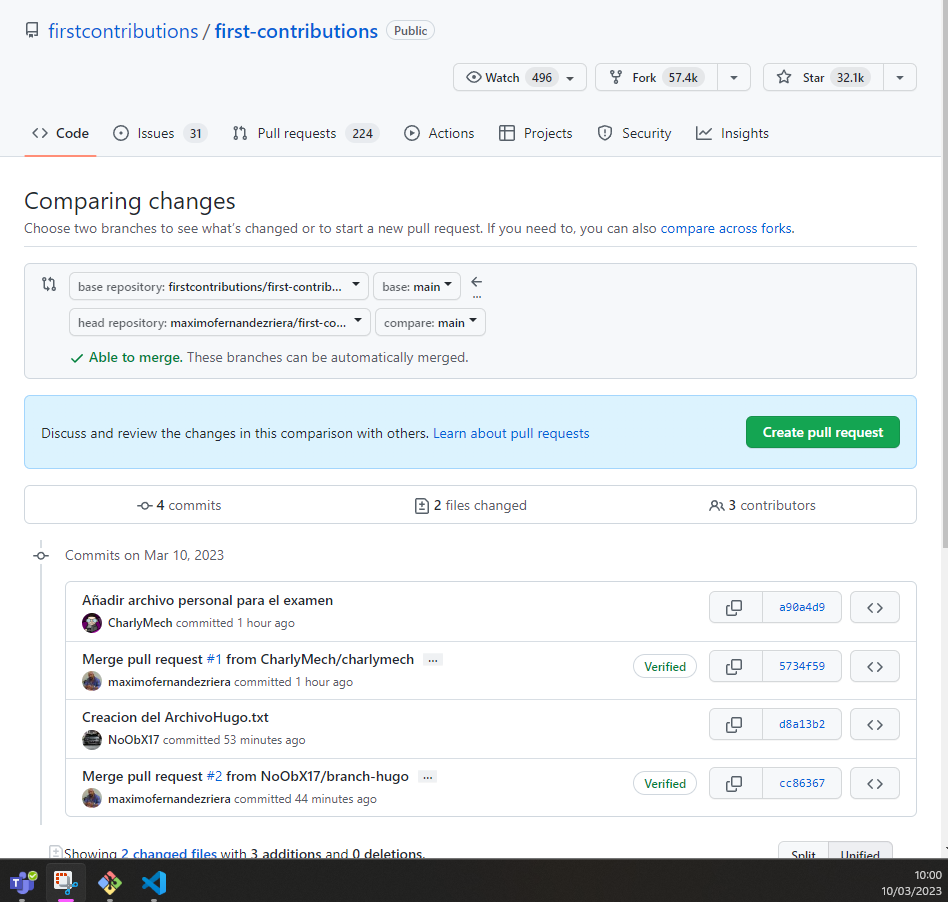 firstcontributions / first-contributions Public
Watch 496 Fork 57.4k Star 32.1k
Code Issues 31 Pull requests 224 Actions Projects Security Insights
Comparing changes
Choose two branches to see what's changed or to start a new pull request. If you need to, you can also compare across forks.
base repository: firstcontributions/first-contrib... base: main
...
head repository: maximofernandezriera/first-co... compare: main
Able to merge. These branches can be automatically merged.
Discuss and review the changes in this comparison with others. Learn about pull requests Create pull request
4 commits 2 files changed 3 contributors
Commits on Mar 10, 2023
Añadir archivo personal para el examen
CharlyMech committed 1 hour ago
a90a4d9
Merge pull request #1 from CharlyMech/charlymech ...
maximofernandezriera committed 1 hour ago
Verified 5734f59
Creacion del ArchivoHugo.txt
NoObX17 committed 53 minutes ago
d8a13b2
Merge pull request #2 from NoObX17/branch-hugo ...
maximofernandezriera committed 44 minutes ago
Verified cc86367
Showing 2 changed files with 3 additions and 0 deletions. Split Unified
10:00
10/03/2023